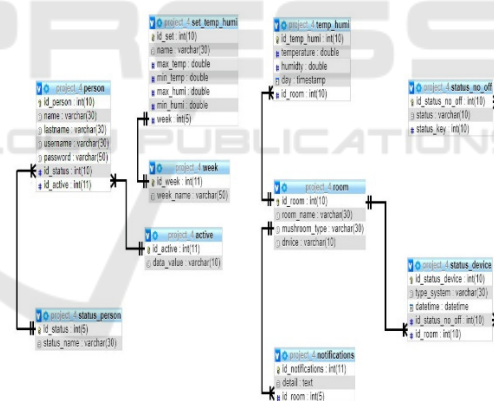 project_4 set_temp_humi
id_set : int(10)
name : varchar(30)
max_temp : double
min_temp : double
max_humi : double
min_humi : double
week : int(5)
project_4 temp_humi
id_temp_humi : int(10)
temperature : double
humidty : double
day : timestamp
id_room : int(10)
project_4 status_no_off
id_status_no_off : int(10)
status : varchar(10)
status_key : int(10)
project_4 person
id_person : int(10)
name : varchar(30)
lastname : varchar(30)
username : varchar(30)
password : varchar(50)
id_status : int(10)
id_active : int(11)
project_4 week
id_week : int(11)
week_name : varchar(50)
project_4 active
id_active : int(11)
data_value : varchar(10)
project_4 room
id_room : int(10)
room_name : varchar(30)
mushroom_type : varchar(30)
drivice : varchar(10)
project_4 status_device
id_status_device : int(10)
type_system : varchar(30)
datetime : datetime
id_status_no_off : int(10)
id_room : int(10)
project_4 status_person
id_status : int(5)
status_name : varchar(30)
project_4 notifications
id_notifications : int(11)
detail : text
id_room : int(5)
PRESS
PUBLICATIONS